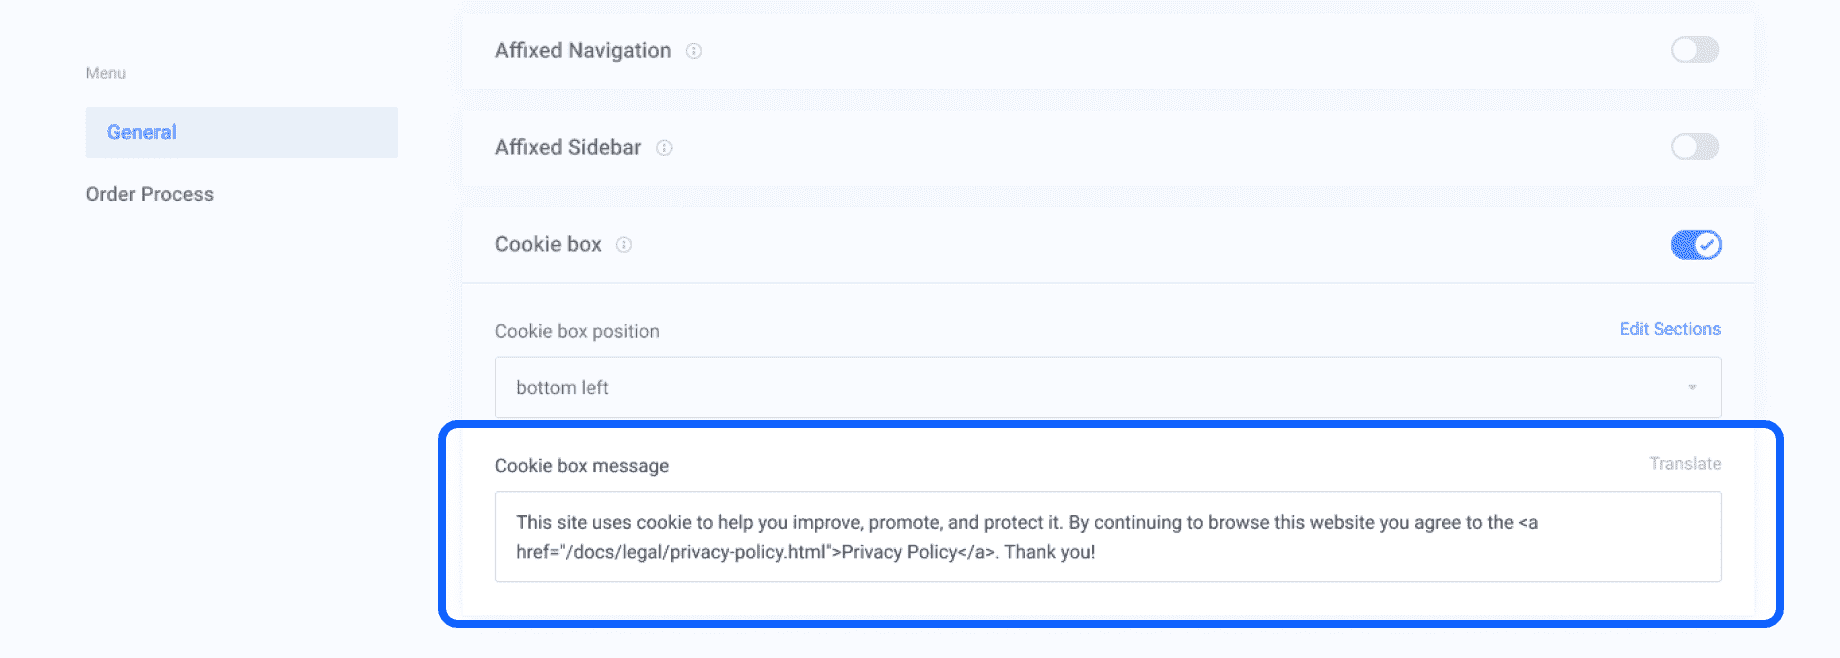 Menu
General
Order Process
Affixed Navigation
Affixed Sidebar
Cookie box
Cookie box position
Edit Sections
bottom left
Cookie box message
Translate
This site uses cookie to help you improve, promote, and protect it. By continuing to browse this website you agree to the <a
href="/docs/legal/privacy-policy.html">Privacy Policy</a>. Thank you!